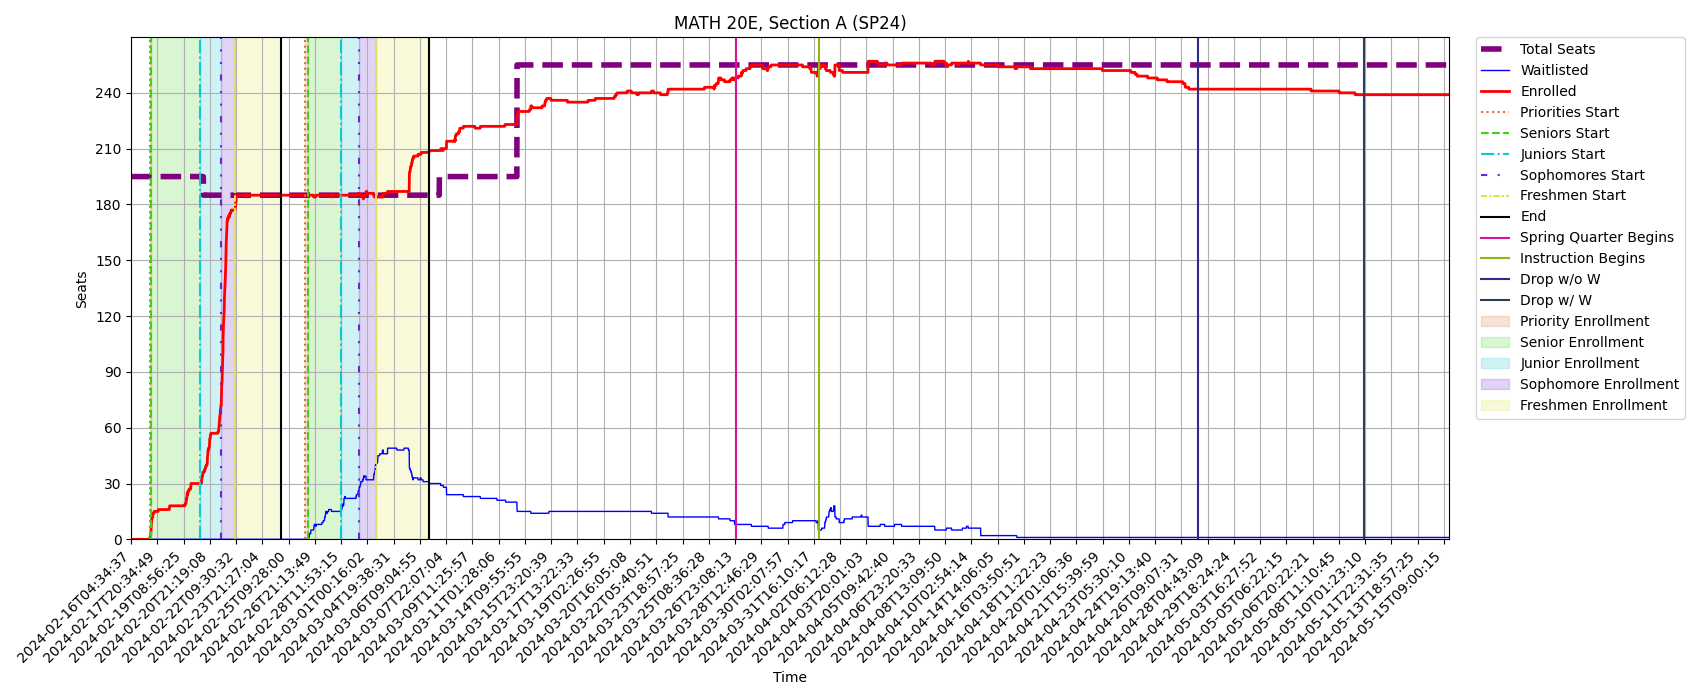 MATH 20E, Section A (SP24)
Seats
240
210
180
150
120
90
60
30
0
2024-02-16T04:34:37
2024-02-17T20:34:49
2024-02-19T08:56:25
2024-02-20T21:19:08
2024-02-22T09:30:32
2024-02-23T21:27:04
2024-02-25T09:28:00
2024-02-26T21:13:49
2024-02-28T11:53:15
2024-03-01T00:16:02
2024-03-04T19:38:31
2024-03-06T09:04:55
2024-03-07T22:07:04
2024-03-11T01:25:57
2024-03-12T11:28:06
2024-03-14T09:55:55
2024-03-15T23:20:39
2024-03-17T13:22:33
2024-03-19T02:26:55
2024-03-20T16:05:08
2024-03-22T05:40:51
2024-03-23T18:57:25
2024-03-25T08:36:28
2024-03-26T23:08:13
2024-03-28T12:46:29
2024-03-30T02:07:57
2024-03-31T16:10:17
2024-04-02T06:12:28
2024-04-03T20:01:03
2024-04-05T09:42:40
2024-04-06T23:20:33
2024-04-08T13:09:50
2024-04-10T02:54:14
2024-04-14T14:06:05
2024-04-16T03:50:51
2024-04-18T11:22:23
2024-04-20T01:06:36
2024-04-21T15:39:59
2024-04-23T05:30:10
2024-04-24T19:13:40
2024-04-26T09:07:31
2024-04-28T04:43:09
2024-04-29T18:24:24
2024-05-03T16:27:52
2024-05-05T06:22:15
2024-05-06T20:22:21
2024-05-08T11:10:45
2024-05-10T01:23:10
2024-05-11T22:31:35
2024-05-13T18:57:25
2024-05-15T09:00:15
Time
Total Seats
Waitlisted
Enrolled
Priorities Start
Seniors Start
Juniors Start
Sophomores Start
Freshmen Start
End
Spring Quarter Begins
Instruction Begins
Drop w/o W
Drop w/ W
Priority Enrollment
Senior Enrollment
Junior Enrollment
Sophomore Enrollment
Freshmen Enrollment